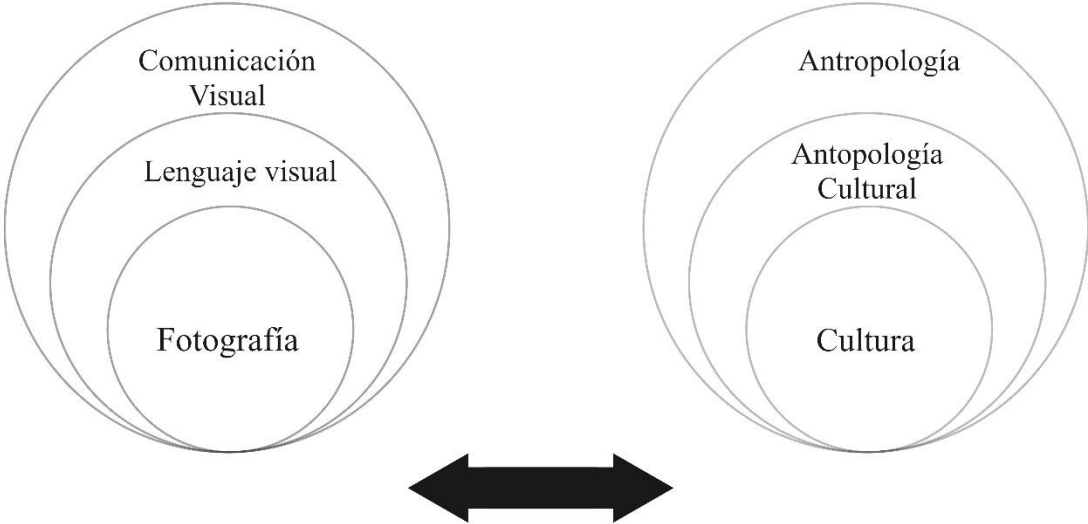 Comunicación
Visual
Lenguaje visual
Fotografía
Antropología
Antopología
Cultural
Cultura